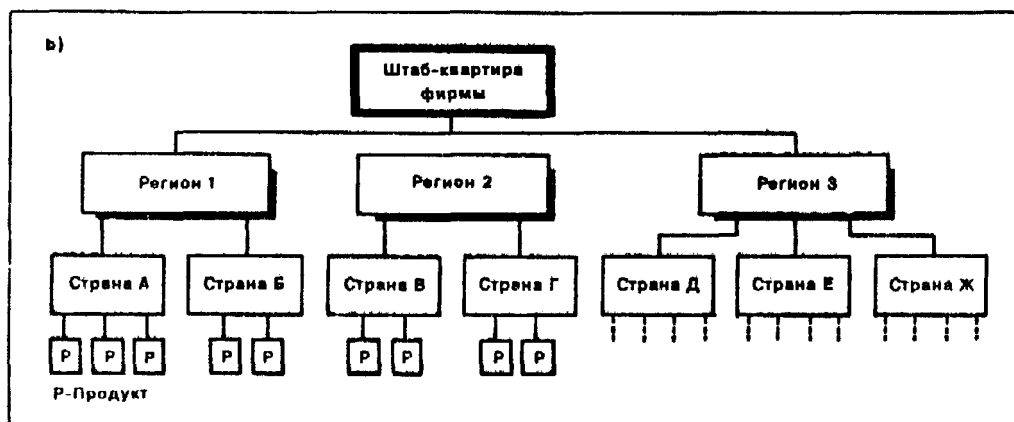 b)
Штаб-квартира
фирмы
Регион 1
Регион 2
Регион 3
Страна А
Страна Б
Страна В
Страна Г
Страна Д
Страна Е
Страна Ж
Р Р Р Р Р Р Р Р Р
Р-Продукт